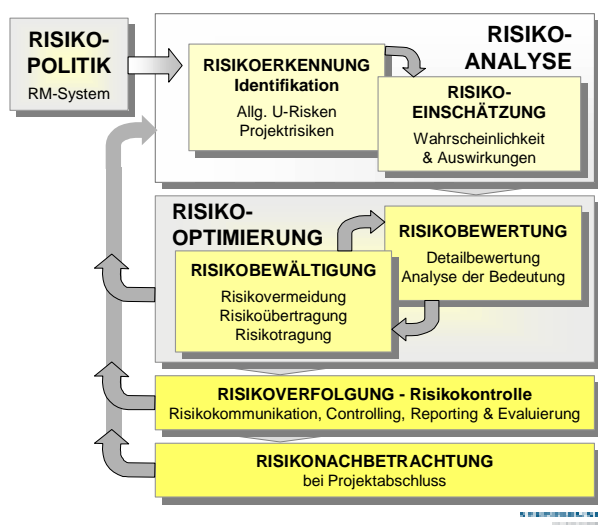 RISIKO-
POLITIK
RM-System
RISIKO-
ANALYSE
RISIKOERKENNUNG
Identifikation
Allg. U-Risken
Projektrisiken
RISIKO-
EINSCHÄTZUNG
Wahrscheinlichkeit
& Auswirkungen
RISIKO-
OPTIMIERUNG
RISIKOBEWERTUNG
Detailbewertung
Analyse der Bedeutung
RISIKOBEWÄLTIGUNG
Risikovermeidung
Risikoübertragung
Risikotragung
RISIKOVERFOLGUNG - Risikokontrolle
Risikokommunikation, Controlling, Reporting & Evaluierung
RISIKONACHBETRACHTUNG
bei Projektabschluss